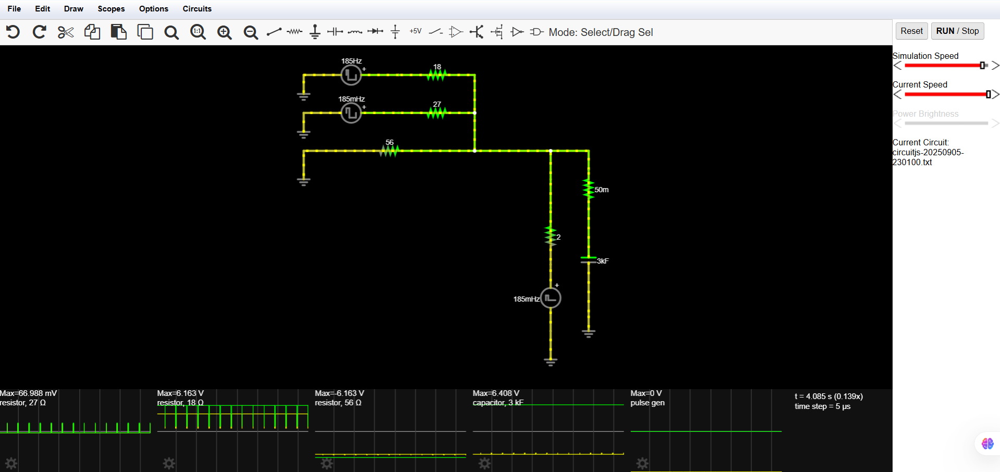 File Edit Draw Scopes Options Circuits
1:1
+5V
Mode: Select/Drag Sel
Reset
RUN / Stop
Simulation Speed
Current Speed
Power Brightness
Current Circuit:
circuitjs-20250905-
230100.txt
185Hz
+
18
185mHz
+
27
56
50m
2
3kF
+
185mHz
Max=66.988 mV
resistor, 27 Ω
Max=6.163 V
resistor, 18 Ω
Max=-6.163 V
resistor, 56 Ω
Max=6.408 V
capacitor, 3 kF
Max=0 V
pulse gen
t = 4.085 s (0.139x)
time step = 5 µs